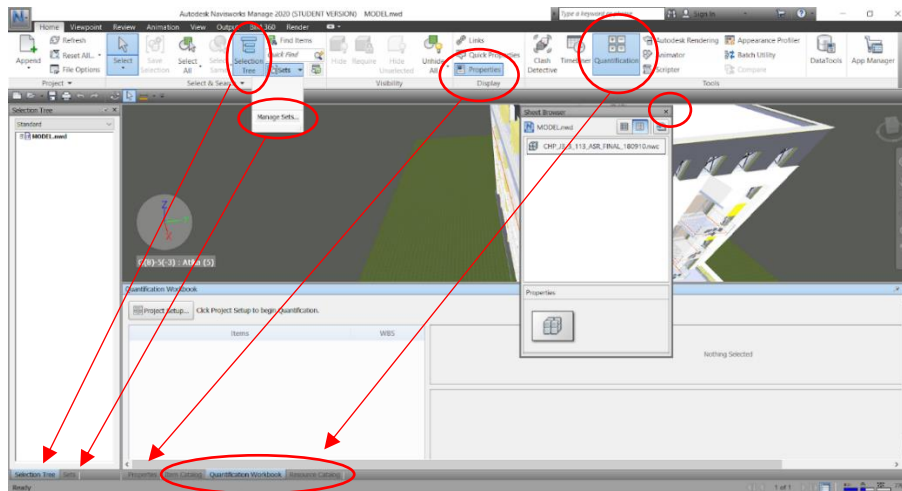 Autodesk Navisworks Manage 2020 (STUDENT VERSION) MODEL.nwd
Type a keyword or phrase
Sign In
Home Viewpoint Review Animation View Output BIM 360 Render
Append
Refresh
Reset All...
File Options
Project
Select
Save Selection
Select All
Select Same
Selection Tree
Find Items
Quick Find
Sets
Select & Search
Manage Sets...
Hide
Require
Hide Unselected
Unhide All
Visibility
Links
Quick Properties
Properties
Display
Clash Detective
TimeLiner
Quantification
Autodesk Rendering
Animator
Scripter
Appearance Profiler
Batch Utility
Compare
Tools
DataTools
App Manager
Selection Tree
Standard
MODEL.nwd
Z
X
Sheet Browser
MODEL.nwd
Properties
Quantification Workbook
Project Setup...
Click Project Setup to begin Quantification.
Items
WBS
Nothing Selected
Selection Tree
Sets
Properties
Item Catalog
Quantification Workbook
Resource Catalog
Ready
1 of 1